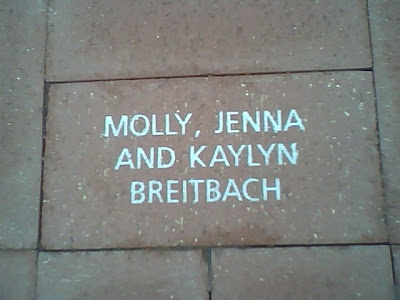 MOLLY, JENNA
AND KAYLYN
BREITBACH